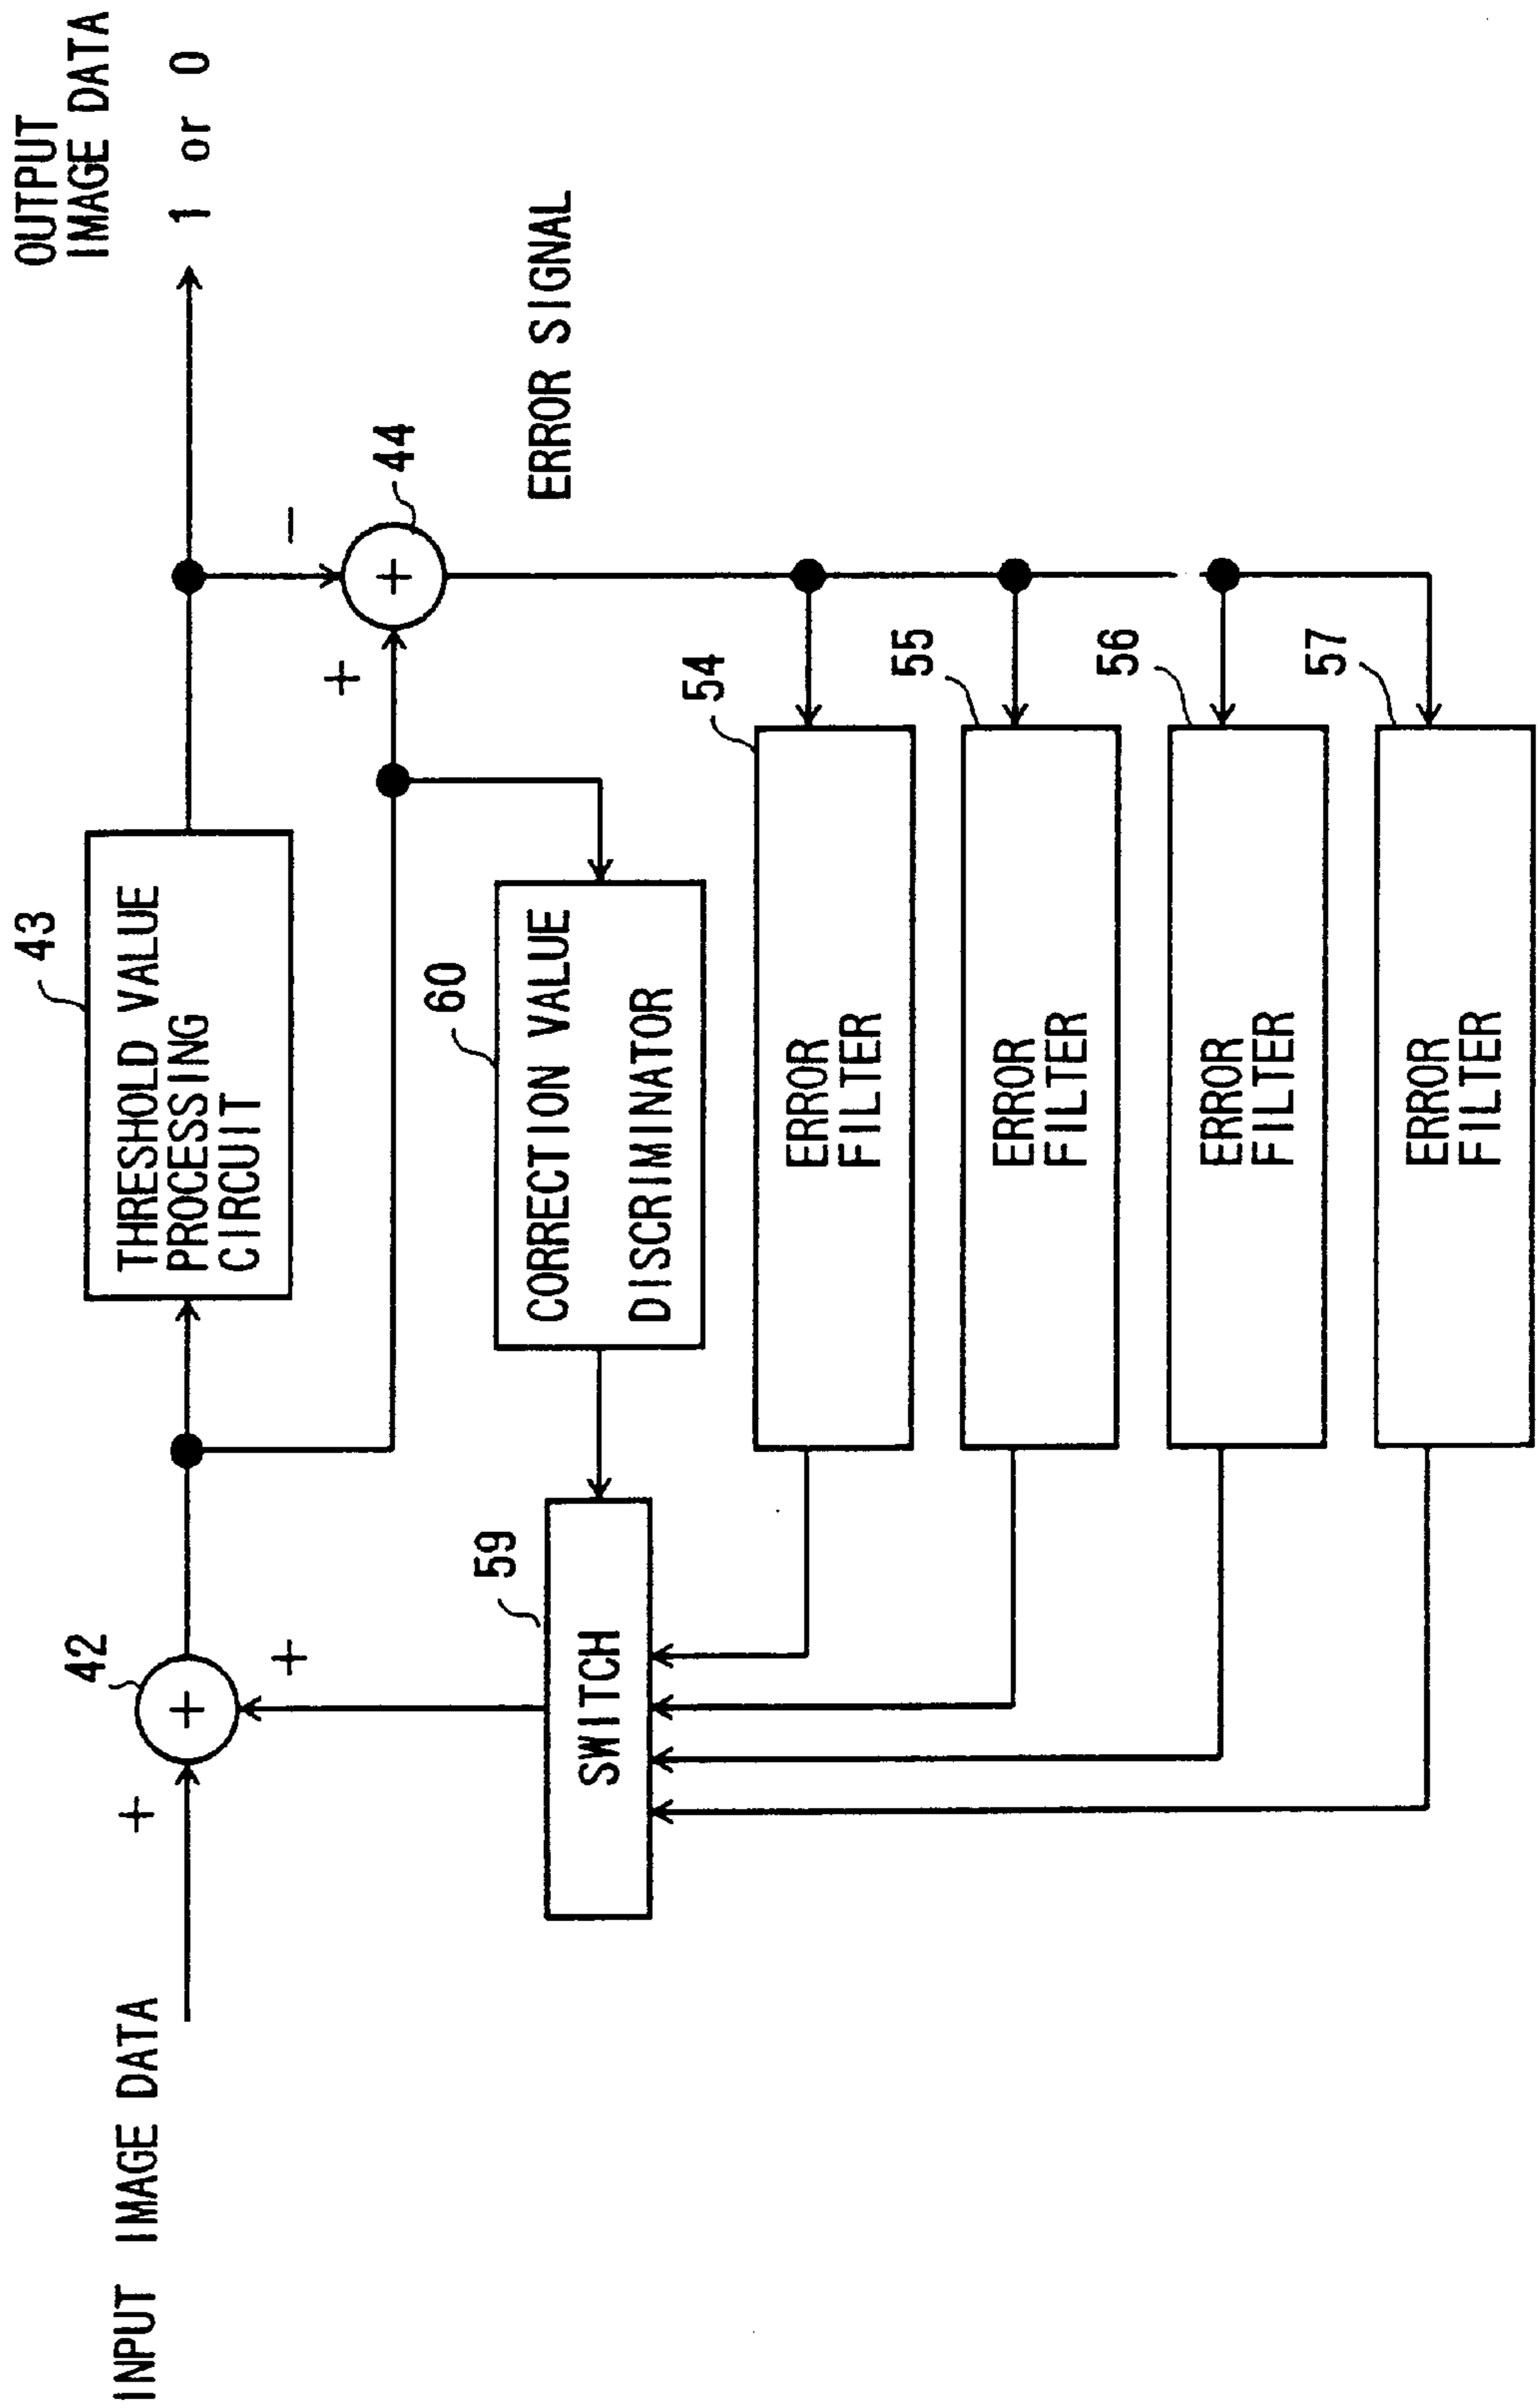 INPUT IMAGE DATA
+
42
+
+
43
THRESHOLD VALUE
PROCESSING
CIRCUIT
OUTPUT
IMAGE DATA
1 or 0
−
+
44
+
ERROR SIGNAL
59
SWITCH
60
CORRECTION VALUE
DISCRIMINATOR
54
ERROR
FILTER
55
ERROR
FILTER
56
ERROR
FILTER
57
ERROR
FILTER